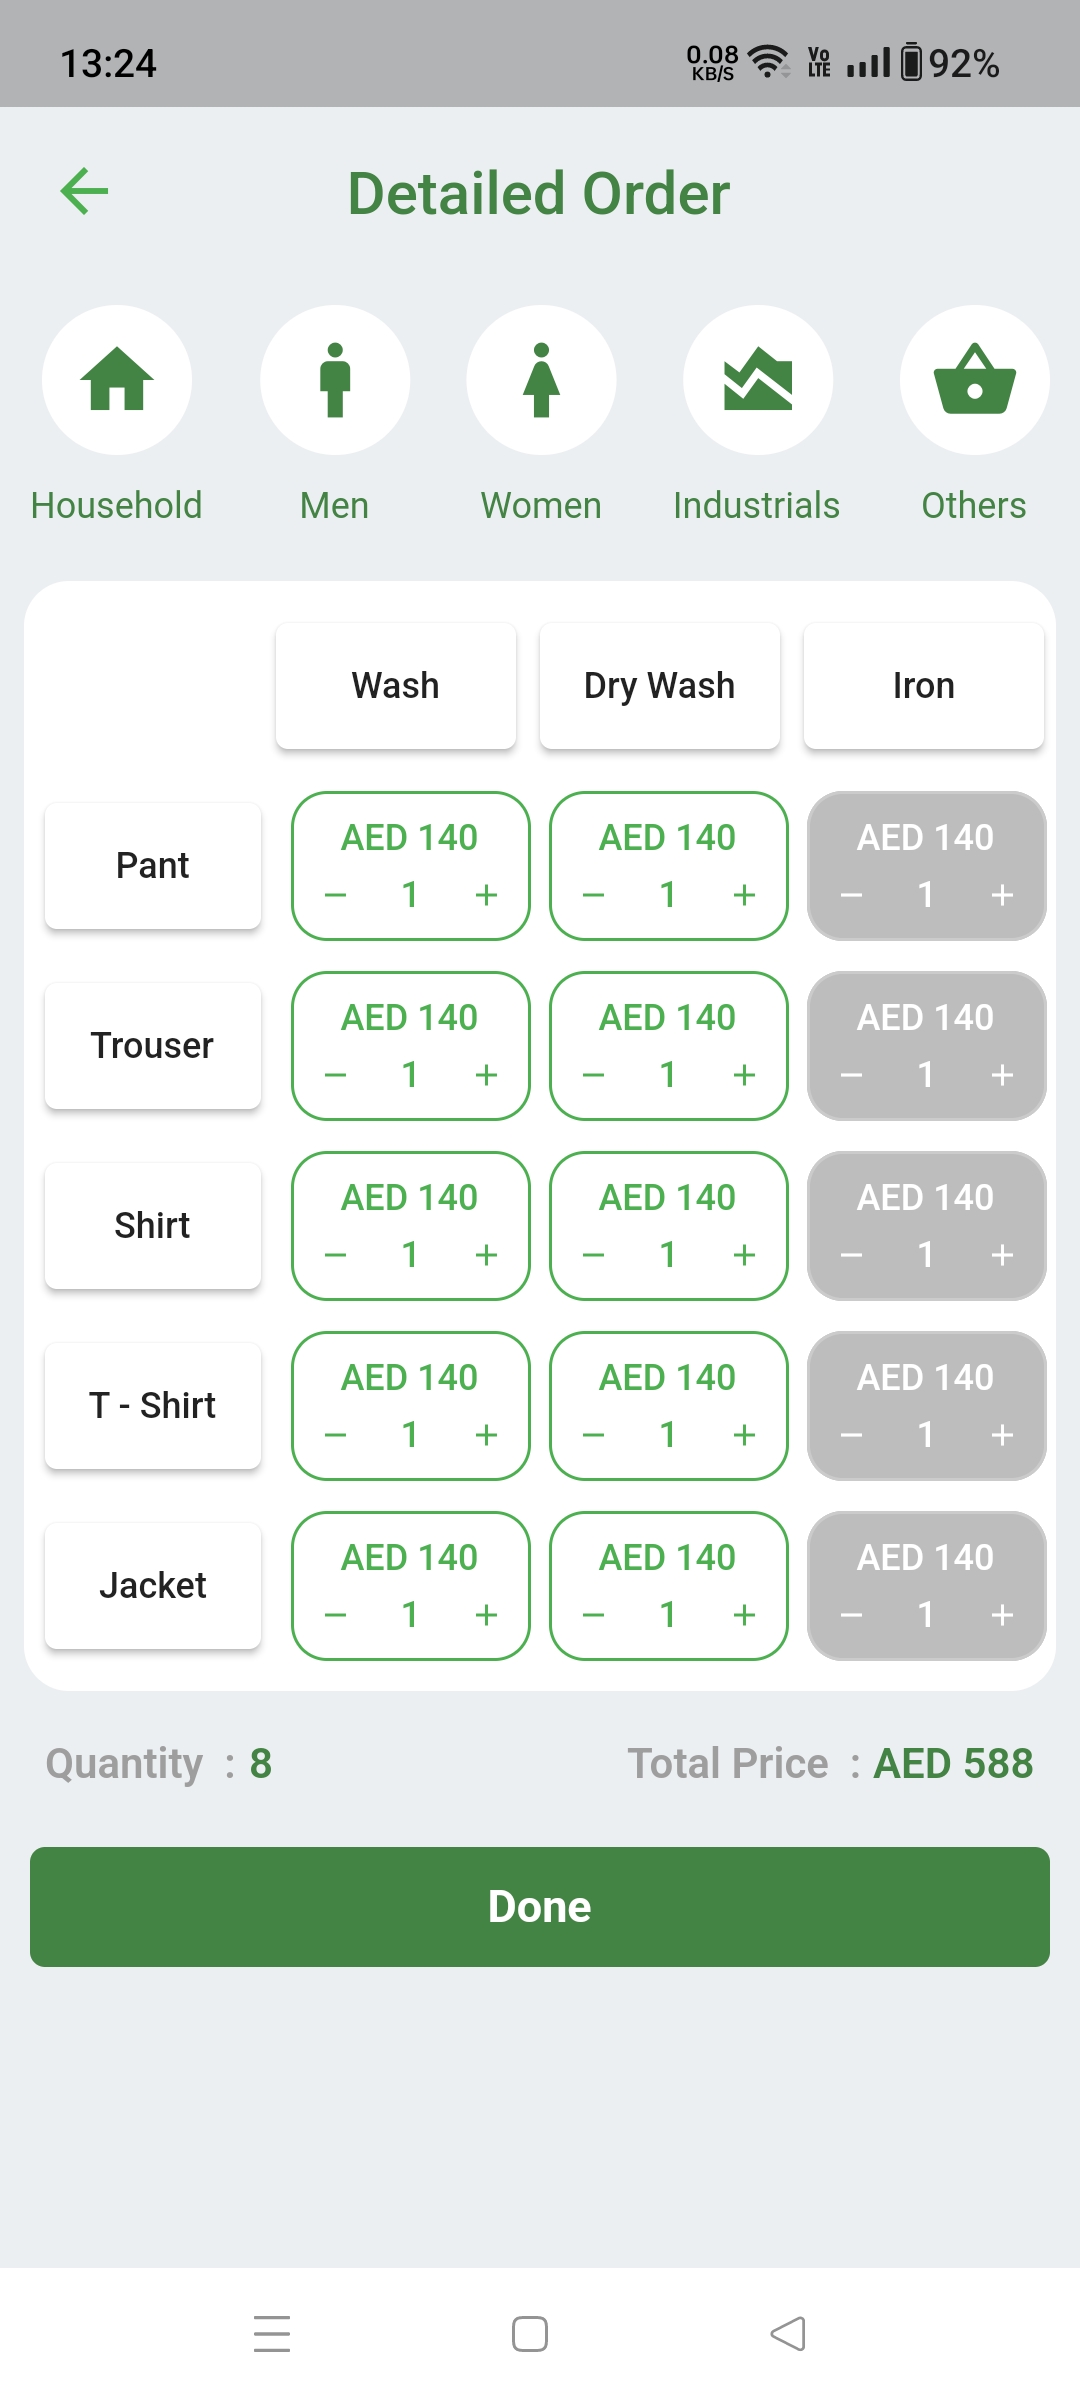 13:24 0.08 KB/S Vo LTE 92%
Detailed Order
Household Men Women Industrials Others
Wash Dry Wash Iron
Pant
AED 140 AED 140 AED 140
− 1 + − 1 + − 1 +
Trouser
AED 140 AED 140 AED 140
− 1 + − 1 + − 1 +
Shirt
AED 140 AED 140 AED 140
− 1 + − 1 + − 1 +
T - Shirt
AED 140 AED 140 AED 140
− 1 + − 1 + − 1 +
Jacket
AED 140 AED 140 AED 140
− 1 + − 1 + − 1 +
Quantity : 8 Total Price : AED 588
Done